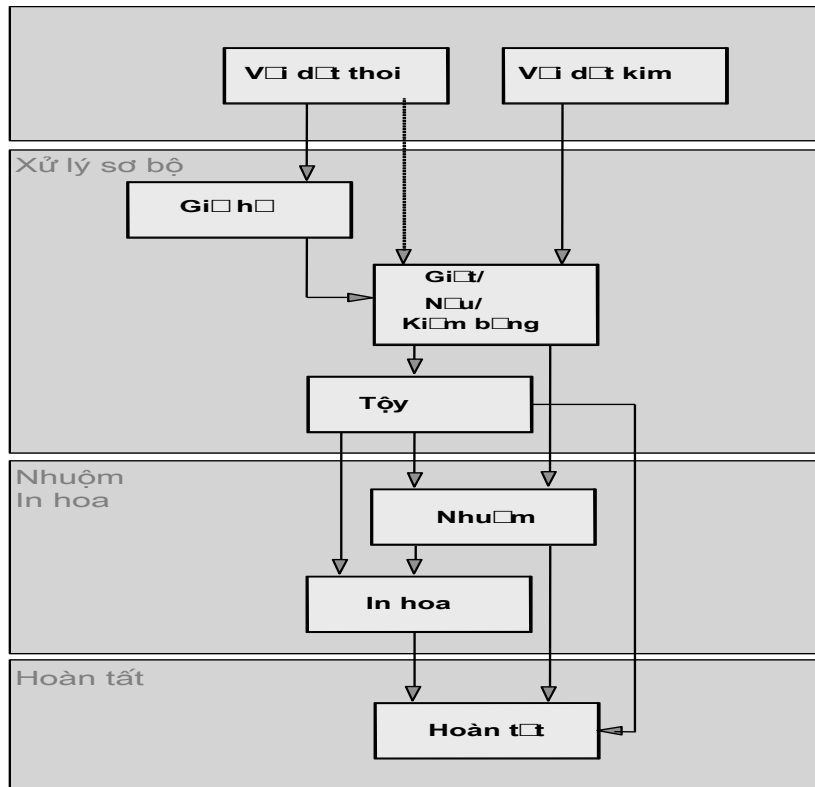 V□i d□t thoi
V□i d□t kim
Xử lý sơ bộ
Gi□ h□
Gi□t/
N□u/
Ki□m b□ng
Tộy
Nhuộm
In hoa
Nhu□m
In hoa
Hoàn tất
Hoàn t□t